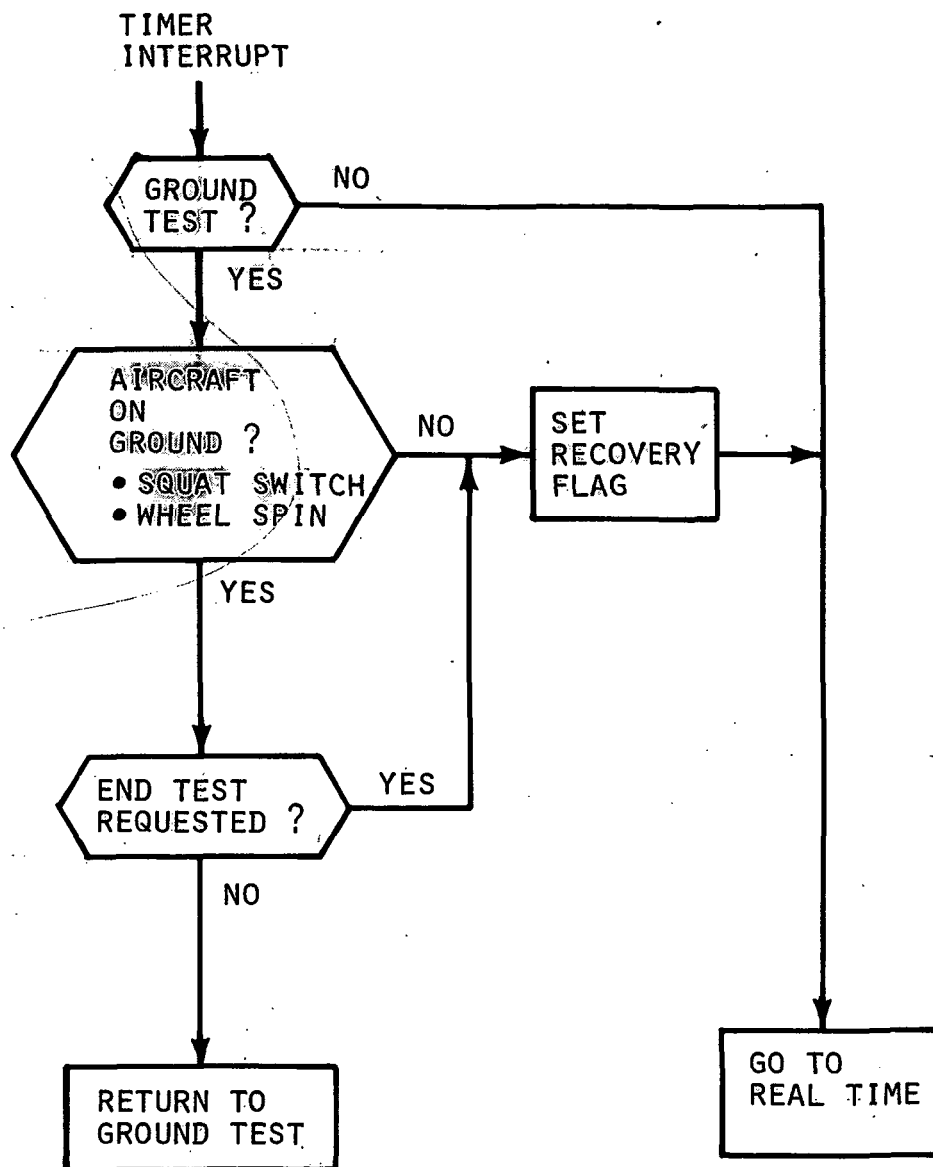 TIMER
INTERRUPT
GROUND
TEST ?
NO
YES
AIRCRAFT
ON
GROUND ?
• SQUAT SWITCH
• WHEEL SPIN
NO
SET
RECOVERY
FLAG
YES
END TEST
REQUESTED ?
YES
NO
RETURN TO
GROUND TEST
GO TO
REAL TIME